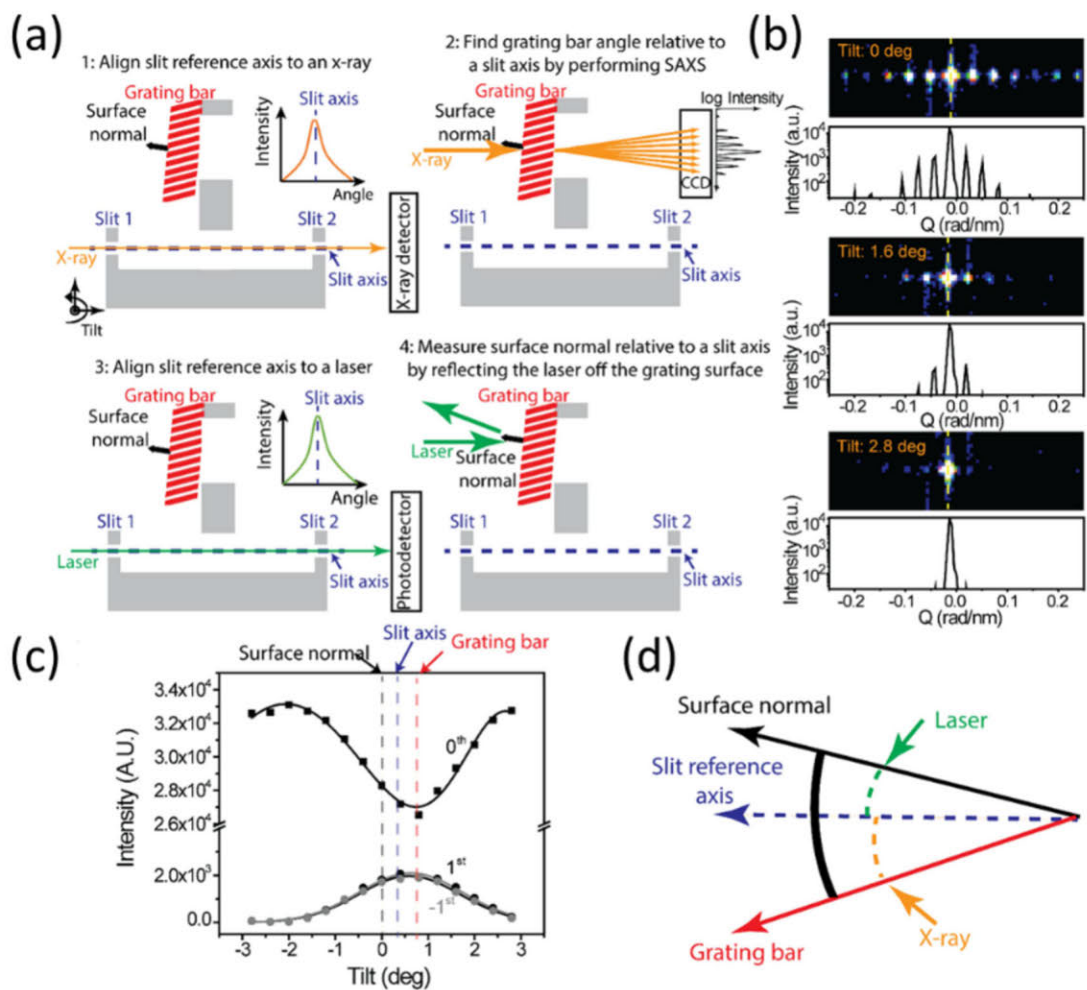 (a)
1: Align slit reference axis to an x-ray
Grating bar
Surface
normal
Slit axis
Intensity
Angle
Slit 1
Slit 2
X-ray
Slit
axis
X-ray detector
Tilt
2: Find grating bar angle relative to
a slit axis by performing SAXS
Grating bar
Surface
normal
X-ray
log Intensity
CCD
Slit 1
Slit 2
Slit axis
3: Align slit reference axis to a laser
Grating bar
Surface
normal
Slit axis
Intensity
Angle
Slit 1
Slit 2
Laser
Slit axis
Photodetector
4: Measure surface normal relative to a slit axis
by reflecting the laser off the grating surface
Grating bar
Laser
Surface
normal
Slit 1
Slit 2
Slit axis
(b)
Tilt: 0 deg
Intensity (a.u.)
10⁴
10³
10²
-0.2 -0.1 0.0 0.1 0.2
Q (rad/nm)
Tilt: 1.6 deg
Intensity (a.u.)
10⁴
10³
10²
-0.2 -0.1 0.0 0.1 0.2
Q (rad/nm)
Tilt: 2.8 deg
Intensity (a.u.)
10⁴
10³
10²
-0.2 -0.1 0.0 0.1 0.2
Q (rad/nm)
(c)
Slit axis
Surface normal
Grating bar
Intensity (A.U.)
3.4x10⁴
3.2x10⁴
3.0x10⁴
2.8x10⁴
2.6x10⁴
2.0x10³
0.0
0th
1st
-1st
-3 -2 -1 0 1 2 3
Tilt (deg)
(d)
Surface normal
Laser
Slit reference
axis
Grating bar
X-ray